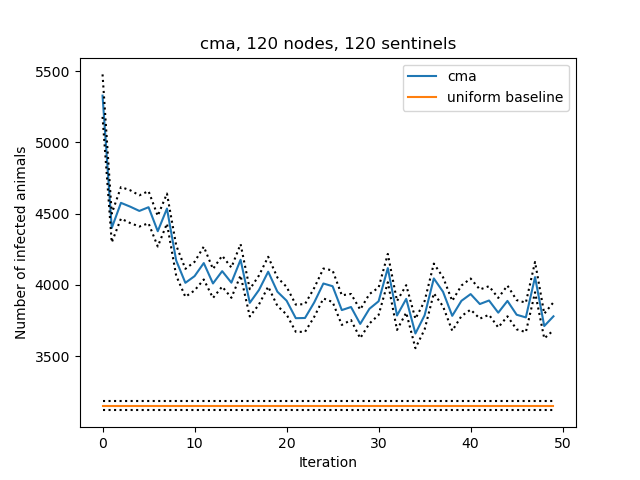 cma, 120 nodes, 120 sentinels
cma
uniform baseline
Number of infected animals
5500
5000
4500
4000
3500
0 10 20 30 40 50
Iteration